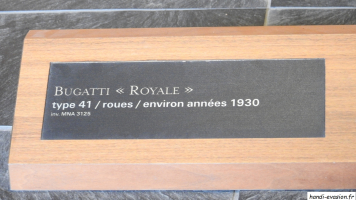 BUGATTI « ROYALE »
type 41 / roues / environ années 1930
inv. MNA 3125
handi-evasion.fr